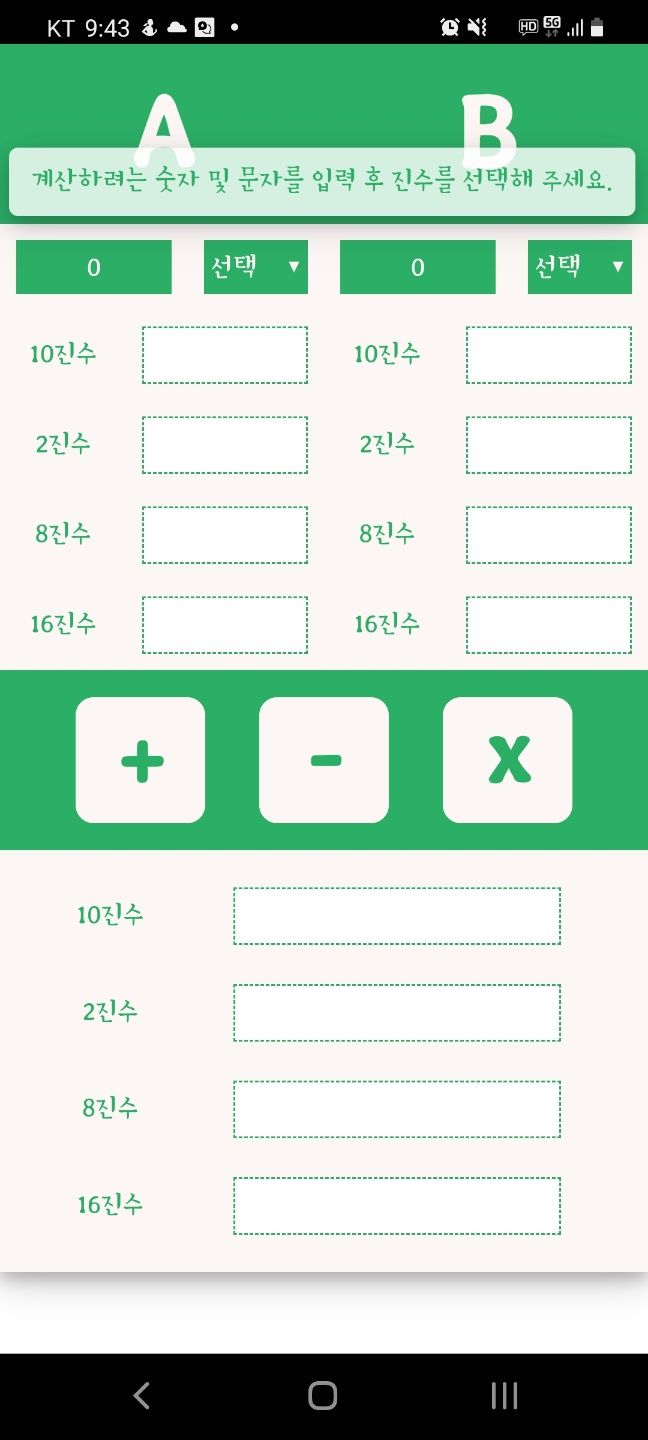 KT 9:43
HD 5G
A B
계산하려는 숫자 및 문자를 입력 후 진수를 선택해 주세요.
0 선택 ▼ 0 선택 ▼
10진수 10진수
2진수 2진수
8진수 8진수
16진수 16진수
+ - X
10진수
2진수
8진수
16진수